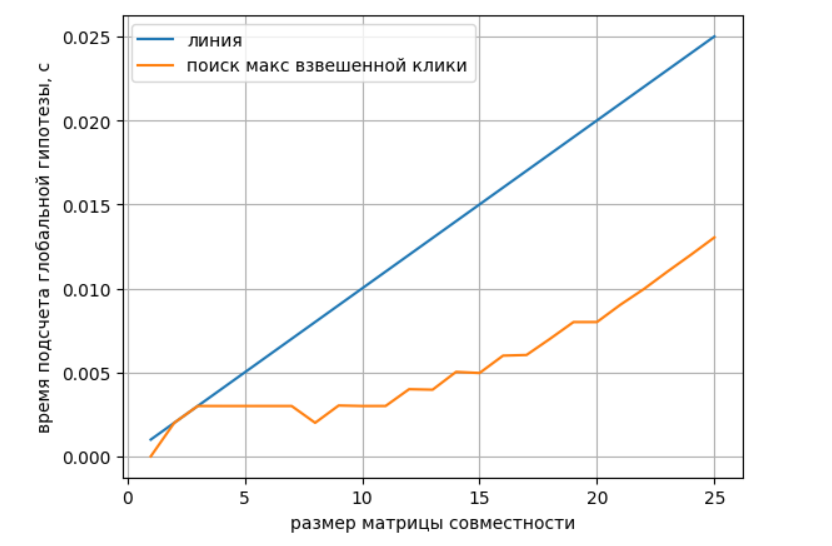 время подсчета глобальной гипотезы, с
0.025
0.020
0.015
0.010
0.005
0.000
линия
поиск макс взвешенной клики
0 5 10 15 20 25
размер матрицы совместности